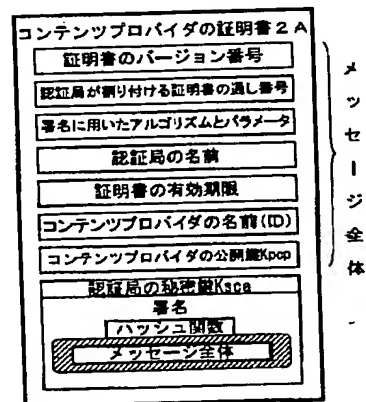 コンテンツプロバイダの証明書2A
証明書のバージョン番号
認証局が割り付ける証明書の通し番号
署名に用いたアルゴリズムとパラメータ
認証局の名前
証明書の有効期限
コンテンツプロバイダの名前(ID)
コンテンツプロバイダの公開鍵Kpcp
認証局の秘密鍵Ksca
署名
ハッシュ関数
メッセージ全体
メッセージ全体